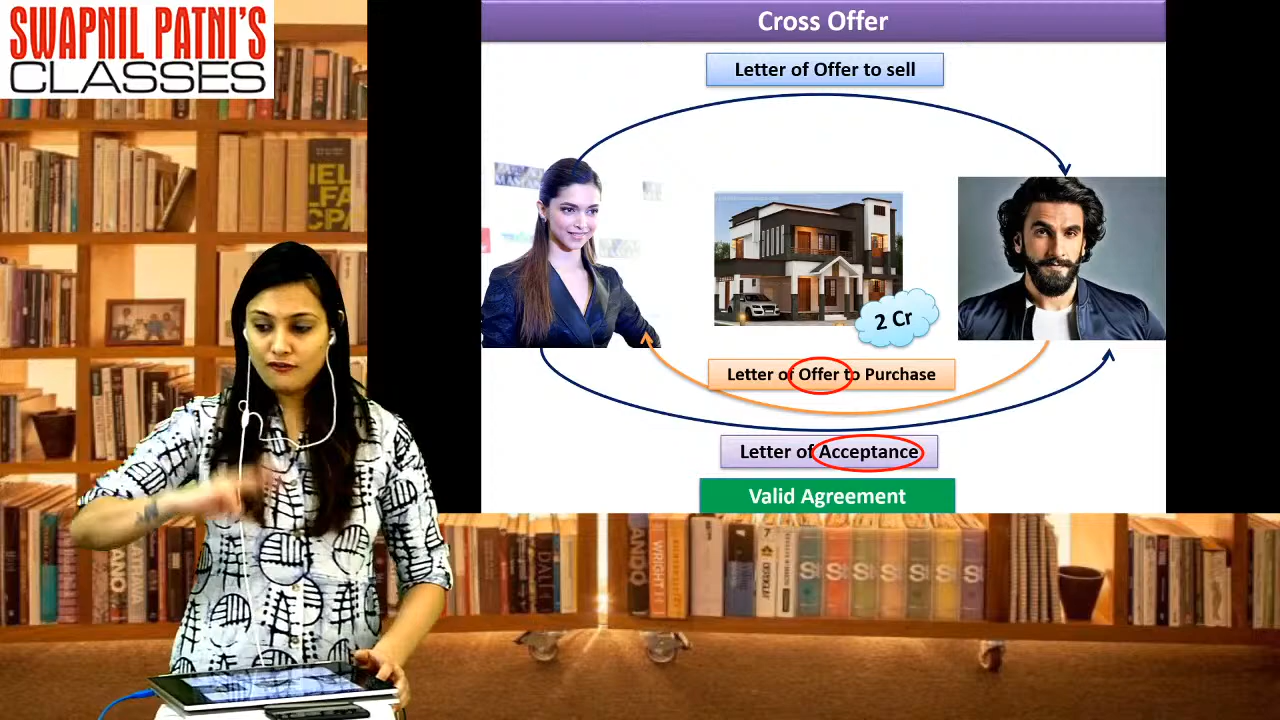 SWAPNIL PATNI'S
CLASSES
Cross Offer
Letter of Offer to sell
2 Cr
Letter of Offer to Purchase
Letter of Acceptance
Valid Agreement